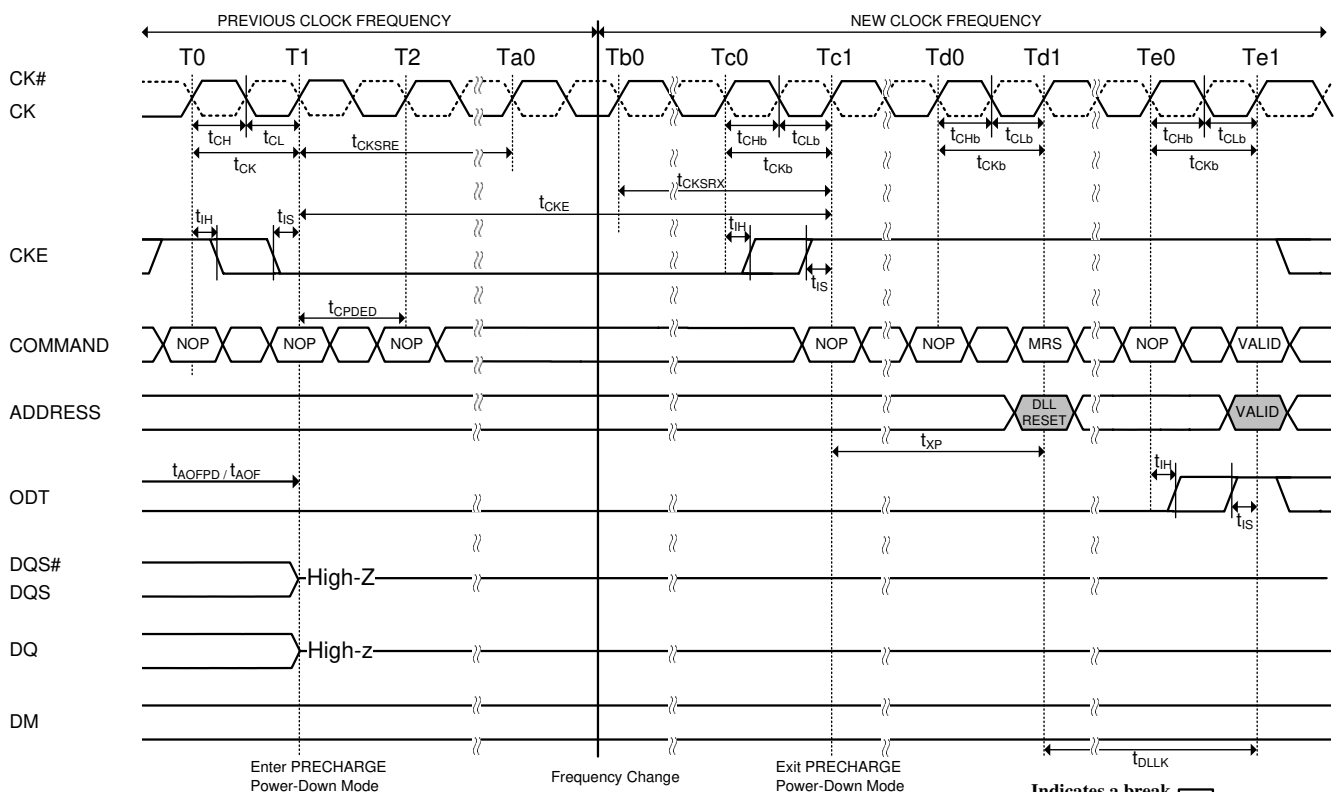 PREVIOUS CLOCK FREQUENCY NEW CLOCK FREQUENCY
T0 T1 T2 Ta0 Tb0 Tc0 Tc1 Td0 Td1 Te0 Te1
CK#
CK
tCH tCL tCHb tCLb tCHb tCLb tCHb tCLb
tCK tCKSRE tCKb tCKb tCKb
tCKSRX
tCKE
tIH tIS tIH
CKE
tIS
tCPDED
COMMAND NOP NOP NOP NOP NOP MRS NOP VALID
ADDRESS DLL RESET VALID
tXP
tAOFPD / tAOF tIH
ODT
tIS
DQS#
DQS High-Z
DQ High-z
DM
tDLLK
Enter PRECHARGE
Power-Down Mode
Frequency Change
Exit PRECHARGE
Power-Down Mode
Indicates a break